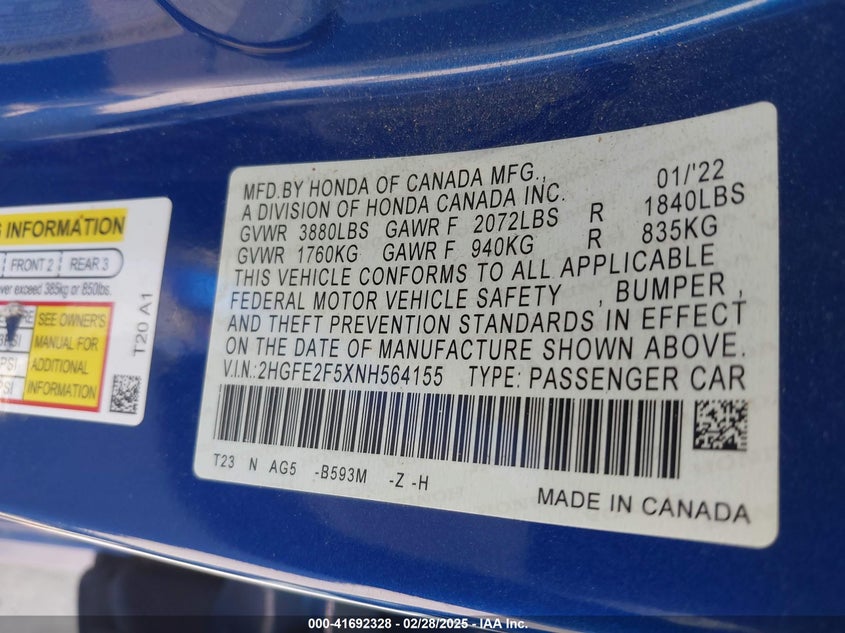 MFD.BY HONDA OF CANADA MFG., 01/'22
A DIVISION OF HONDA CANADA INC.
GVWR 3880LBS GAWR F 2072LBS R 1840LBS
GVWR 1760KG GAWR F 940KG R 835KG
THIS VEHICLE CONFORMS TO ALL APPLICABLE
FEDERAL MOTOR VEHICLE SAFETY , BUMPER ,
AND THEFT PREVENTION STANDARDS IN EFFECT
ON THE DATE OF MANUFACTURE SHOWN ABOVE.
V.I.N.:2HGFE2F5XNH564155 TYPE: PASSENGER CAR
T23 N AG5 -B593M -Z -H
MADE IN CANADA
INFORMATION
FRONT 2 REAR 3
exceed 385kg or 850lbs.
SEE OWNER'S
MANUAL FOR
ADDITIONAL
INFORMATION
T20 A1
000-41692328 - 02/28/2025 - IAA Inc.